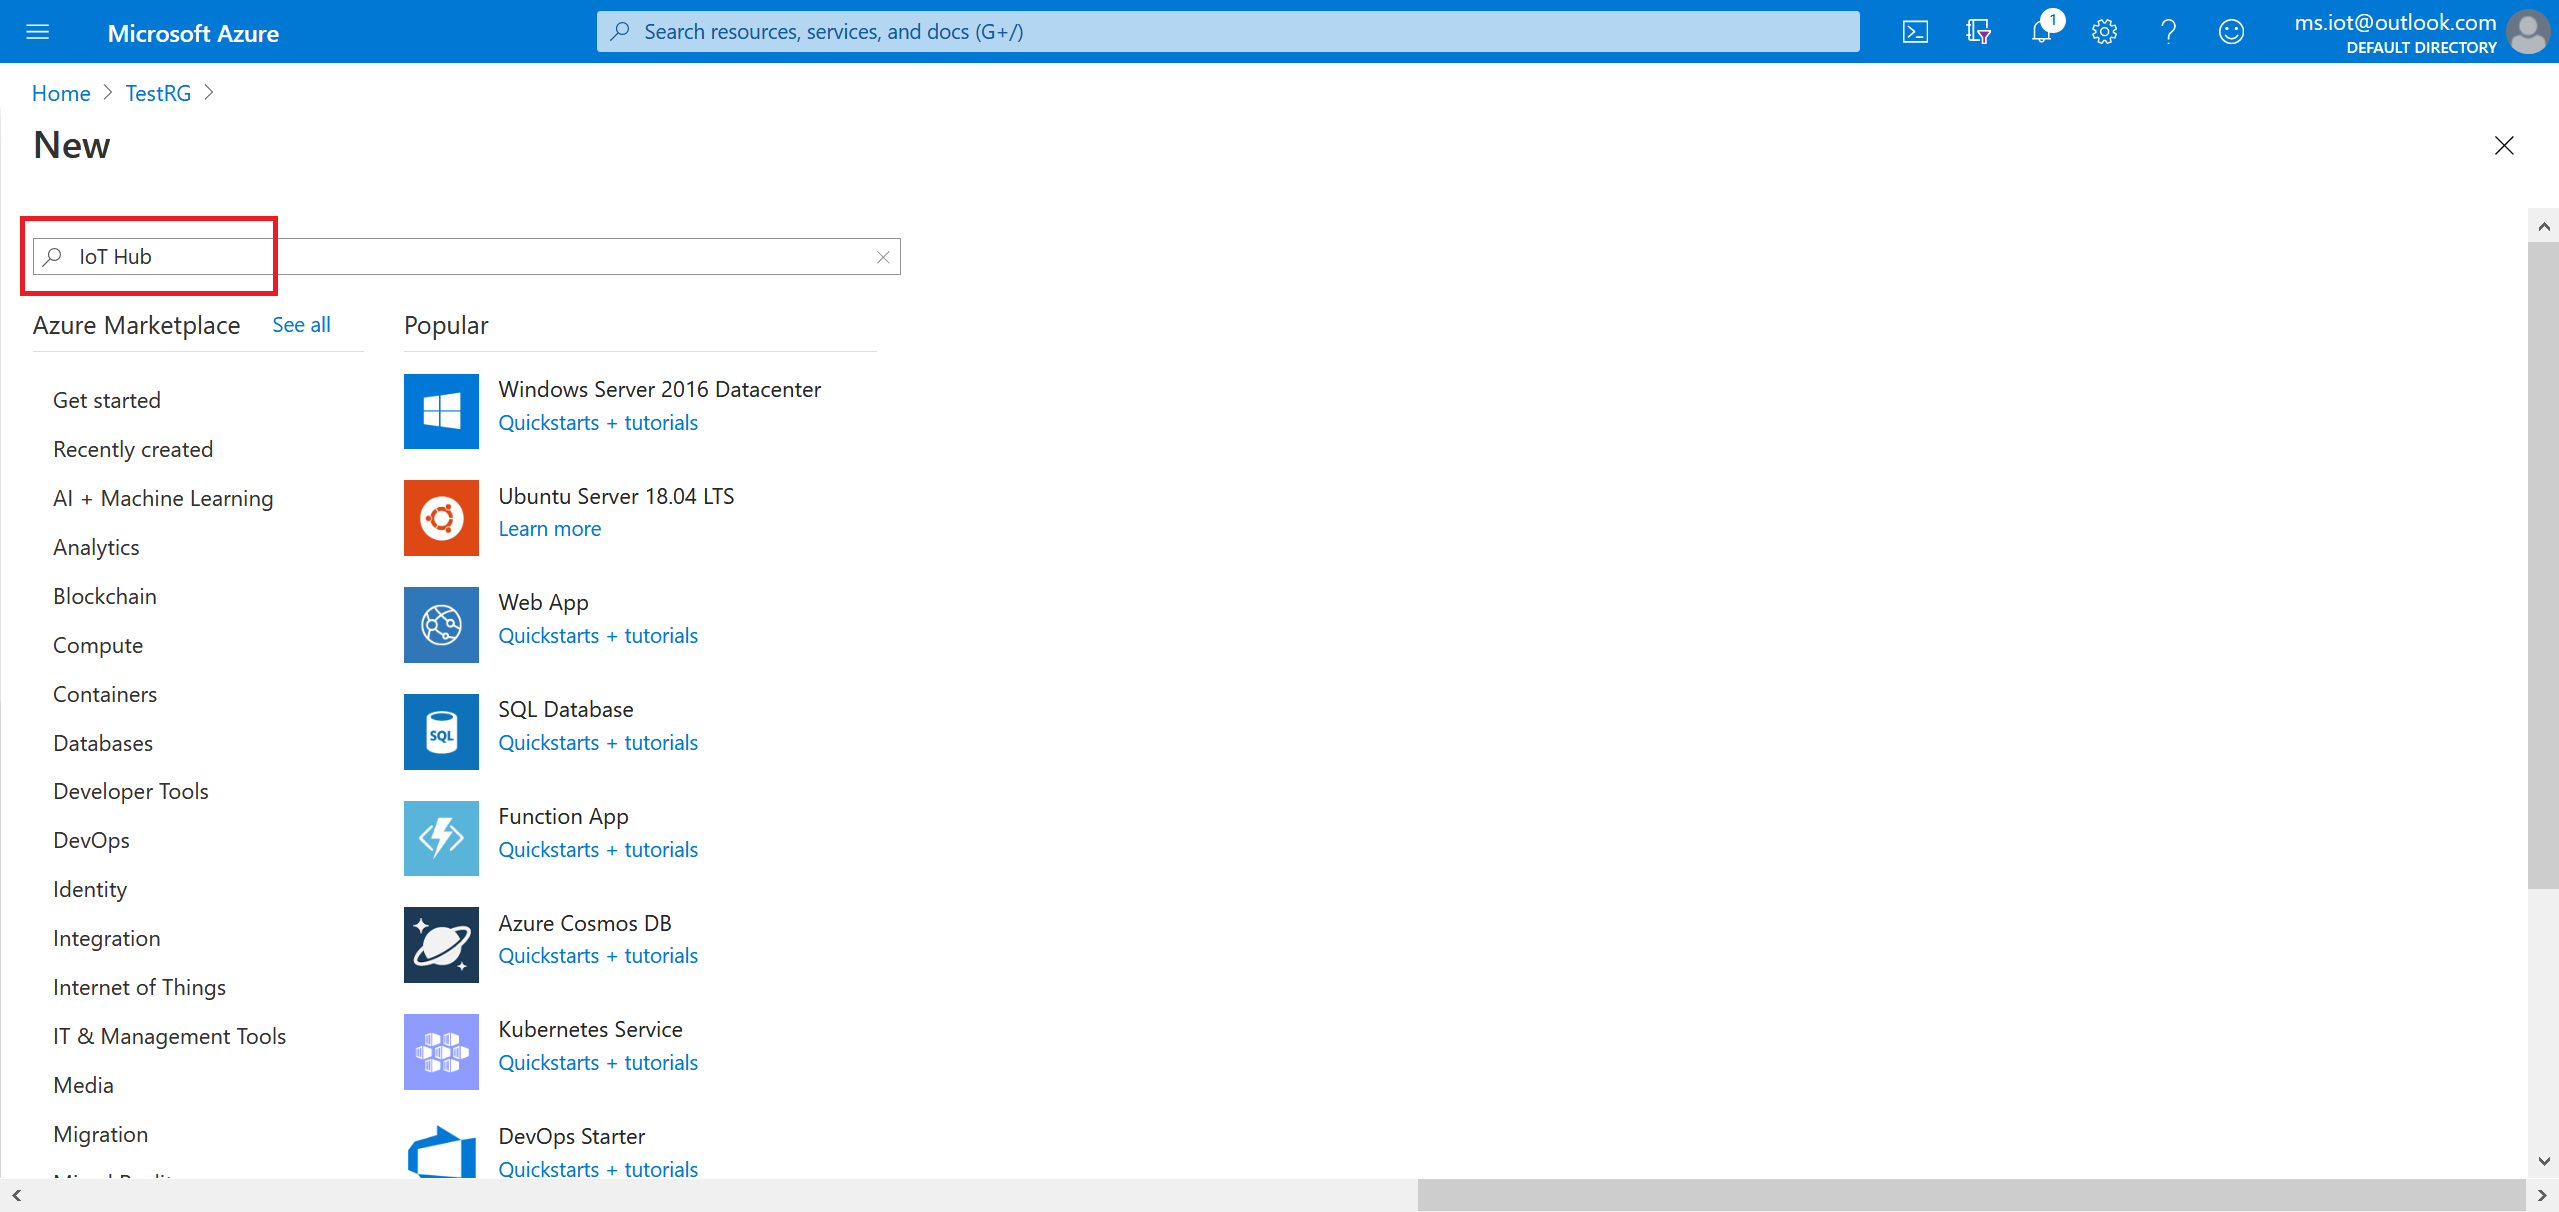 Microsoft Azure
Search resources, services, and docs (G+/)
1
ms.iot@outlook.com
DEFAULT DIRECTORY
Home > TestRG >
New
IoT Hub
Azure Marketplace See all
Popular
Get started
Recently created
AI + Machine Learning
Analytics
Blockchain
Compute
Containers
Databases
Developer Tools
DevOps
Identity
Integration
Internet of Things
IT & Management Tools
Media
Migration
Windows Server 2016 Datacenter
Quickstarts + tutorials
Ubuntu Server 18.04 LTS
Learn more
Web App
Quickstarts + tutorials
SQL
SQL Database
Quickstarts + tutorials
Function App
Quickstarts + tutorials
Azure Cosmos DB
Quickstarts + tutorials
Kubernetes Service
Quickstarts + tutorials
DevOps Starter
Quickstarts + tutorials